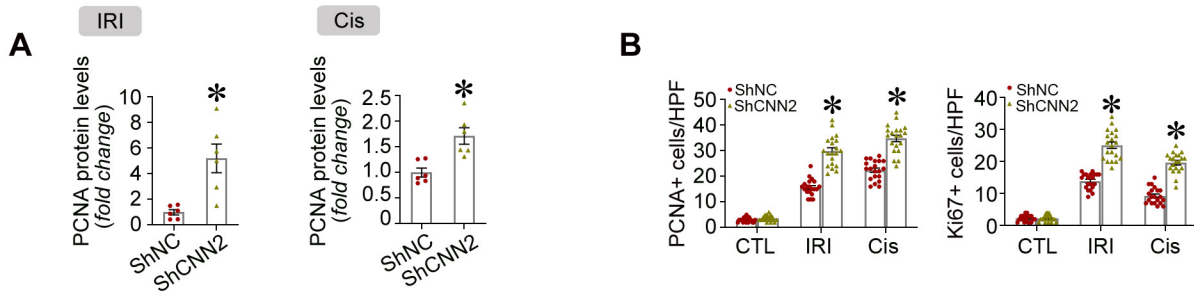 IRI
Cis
A
PCNA protein levels
(fold change)
10
8
6
4
2
0
*
ShNC
ShCNN2
PCNA protein levels
(fold change)
2.5
2.0
1.5
1.0
0.5
0
*
ShNC
ShCNN2
B
PCNA+ cells/HPF
ShNC
ShCNN2
50
40
30
20
10
0
*
*
CTL IRI Cis
Ki67+ cells/HPF
ShNC
ShCNN2
40
30
20
10
0
*
*
CTL IRI Cis